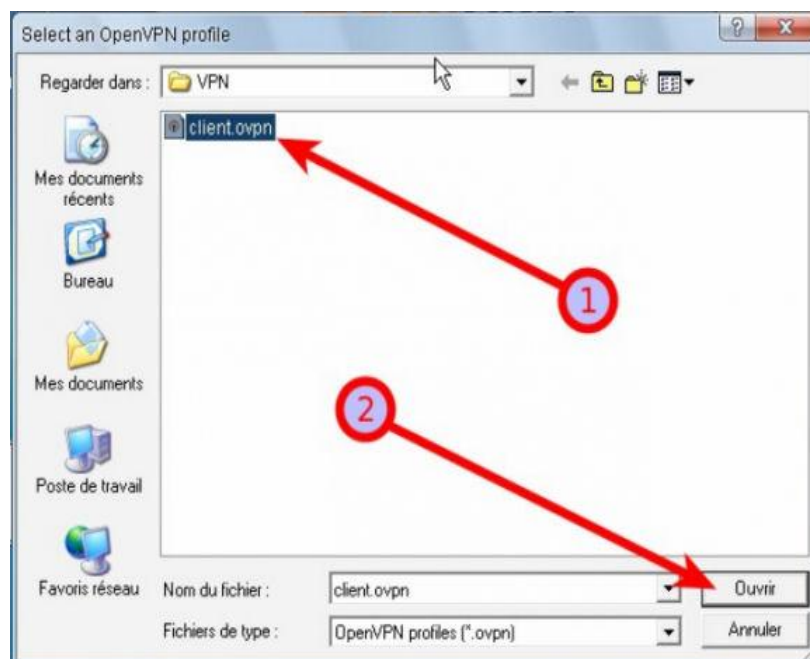 Select an OpenVPN profile
Regarder dans :
VPN
client.ovpn
Mes documents
récents
Bureau
1
Mes documents
2
Poste de travail
Favoris réseau
Nom du fichier :
client.ovpn
Ouvrir
Fichiers de type :
OpenVPN profiles (*.ovpn)
Annuler